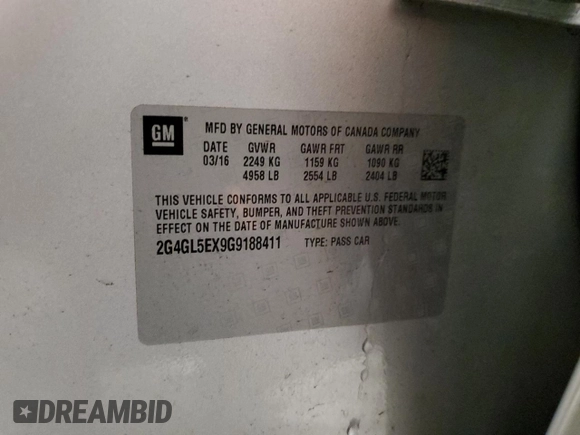 GM
MFD BY GENERAL MOTORS OF CANADA COMPANY
DATE GVWR GAWR FRT GAWR RR
03/16 2249 KG 1159 KG 1090 KG
4958 LB 2554 LB 2404 LB
THIS VEHICLE CONFORMS TO ALL APPLICABLE U.S. FEDERAL MOTOR
VEHICLE SAFETY, BUMPER, AND THEFT PREVENTION STANDARDS IN
EFFECT ON THE DATE OF MANUFACTURE SHOWN ABOVE.
2G4GL5EX9G9188411 TYPE: PASS CAR
DREAMBID